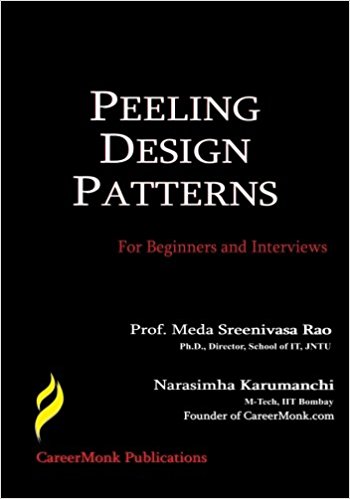 PEELING
DESIGN
PATTERNS
For Beginners and Interviews
Prof. Meda Sreenivasa Rao
Ph.D., Director, School of IT, JNTU
Narasimha Karumanchi
M-Tech, IIT Bombay
Founder of CareerMonk.com
CareerMonk Publications